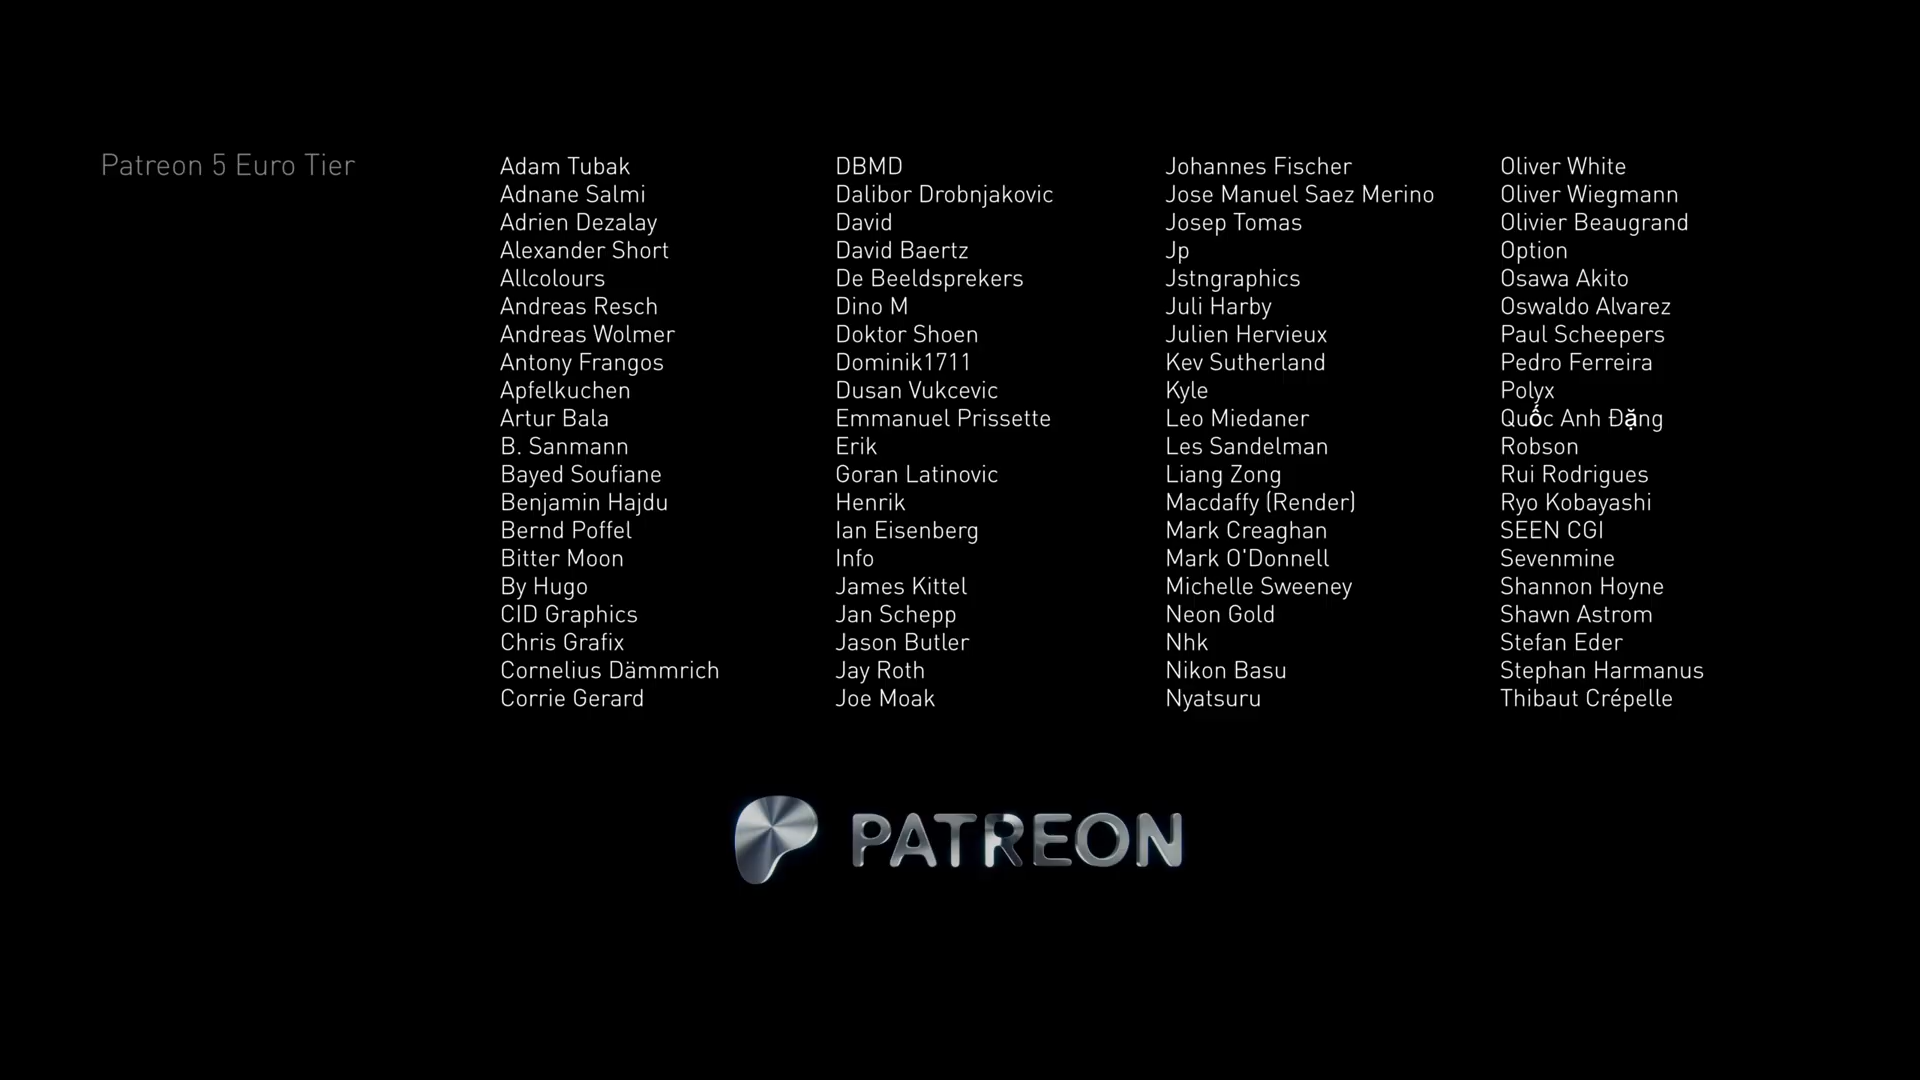 Patreon 5 Euro Tier
Adam Tubak
Adnane Salmi
Adrien Dezalay
Alexander Short
Allcolours
Andreas Resch
Andreas Wolmer
Antony Frangos
Apfelkuchen
Artur Bala
B. Sanmann
Bayed Soufiane
Benjamin Hajdu
Bernd Poffel
Bitter Moon
By Hugo
CID Graphics
Chris Grafix
Cornelius Dämmrich
Corrie Gerard
DBMD
Dalibor Drobnjakovic
David
David Baertz
De Beeldsprekers
Dino M
Doktor Shoen
Dominik1711
Dusan Vukcevic
Emmanuel Prissette
Erik
Goran Latinovic
Henrik
Ian Eisenberg
Info
James Kittel
Jan Schepp
Jason Butler
Jay Roth
Joe Moak
Johannes Fischer
Jose Manuel Saez Merino
Josep Tomas
Jp
Jstngraphics
Juli Harby
Julien Hervieux
Kev Sutherland
Kyle
Leo Miedaner
Les Sandelman
Liang Zong
Macdaffy (Render)
Mark Creaghan
Mark O'Donnell
Michelle Sweeney
Neon Gold
Nhk
Nikon Basu
Nyatsuru
Oliver White
Oliver Wiegmann
Olivier Beaugrand
Option
Osawa Akito
Oswaldo Alvarez
Paul Scheepers
Pedro Ferreira
Polyx
Quốc Anh Đặng
Robson
Rui Rodrigues
Ryo Kobayashi
SEEN CGI
Sevenmine
Shannon Hoyne
Shawn Astrom
Stefan Eder
Stephan Harmanus
Thibaut Crépelle
PATREON